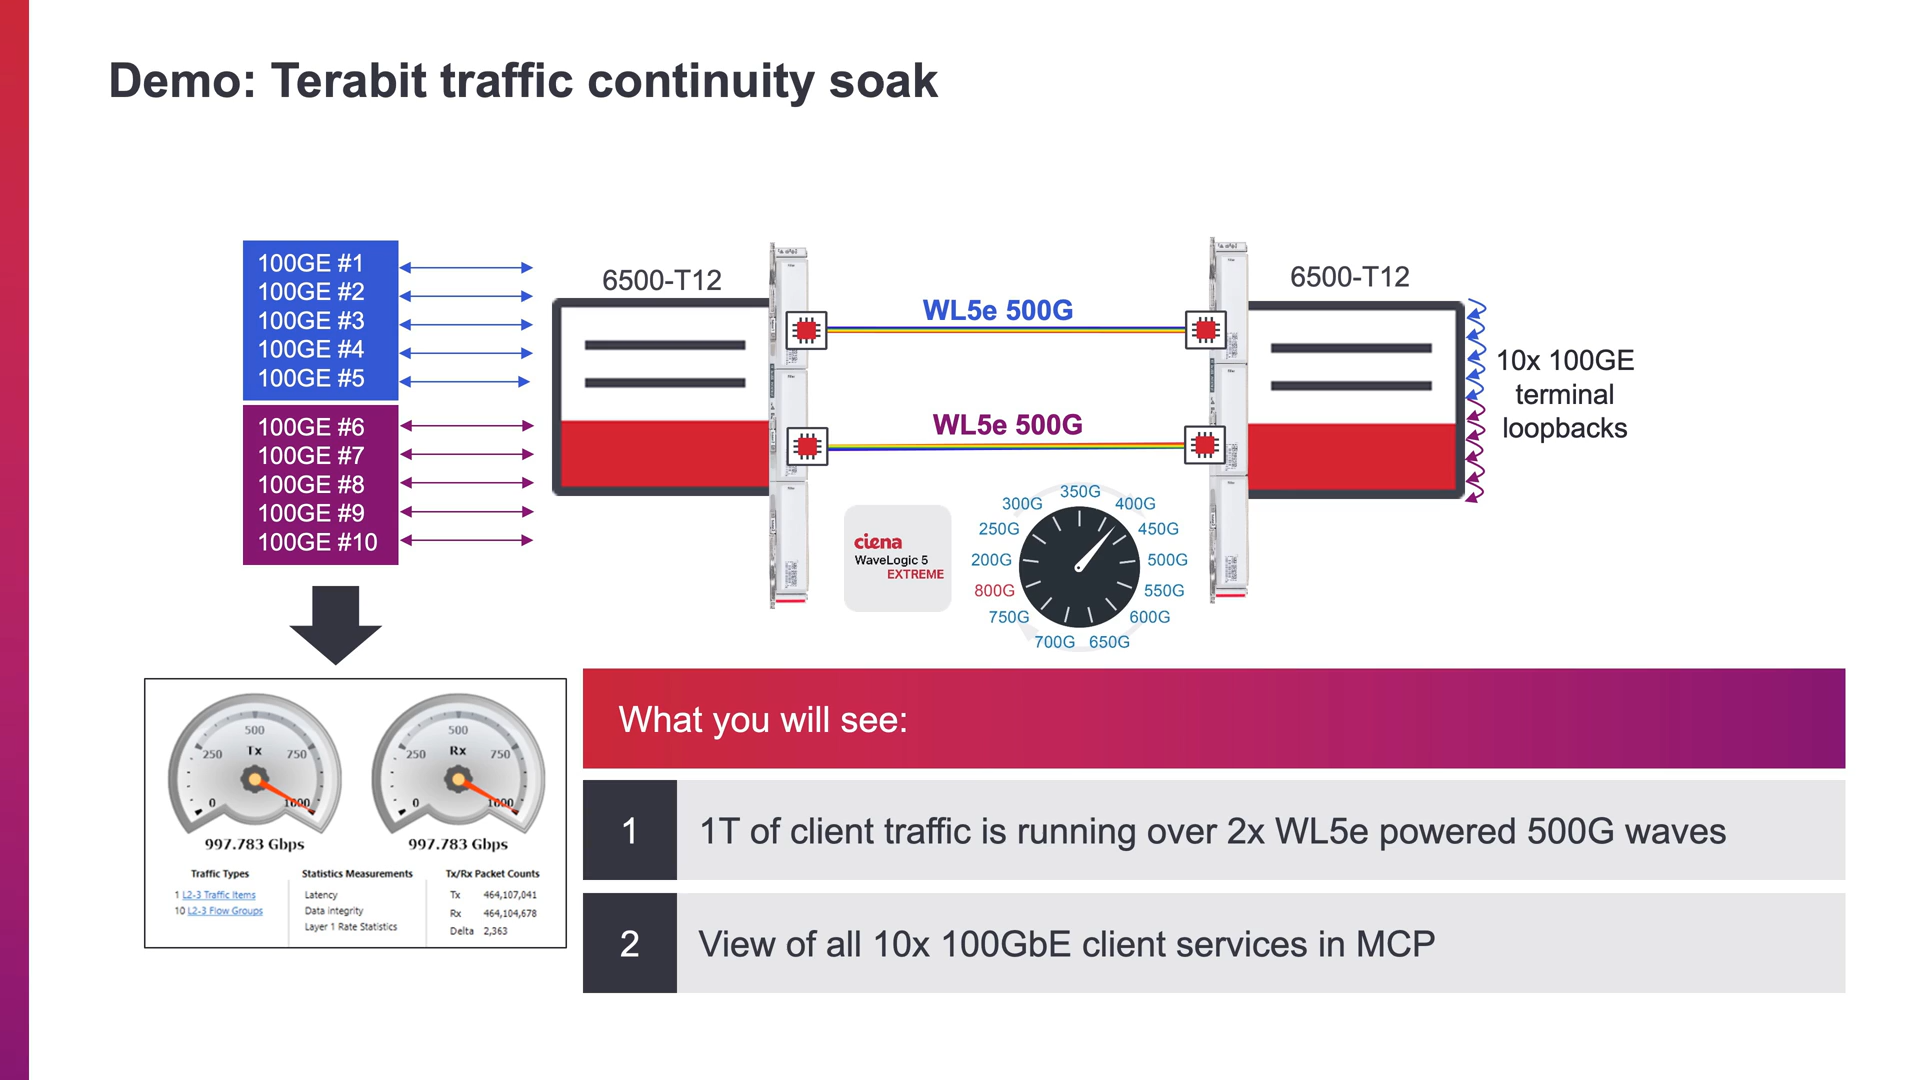 Demo: Terabit traffic continuity soak
100GE #1
100GE #2
100GE #3
100GE #4
100GE #5
100GE #6
100GE #7
100GE #8
100GE #9
100GE #10
6500-T12
WL5e 500G
WL5e 500G
6500-T12
10x 100GE
terminal
loopbacks
ciena
WaveLogic 5
EXTREME
350G
300G
400G
250G
450G
200G
500G
800G
550G
750G
600G
700G
650G
500
Tx
250
750
0
1000
997.783 Gbps
500
Rx
250
750
0
1000
997.783 Gbps
Traffic Types
1 L2-3 Traffic Items
10 L2-3 Flow Groups
Statistics Measurements
Latency
Data integrity
Layer 1 Rate Statistics
Tx/Rx Packet Counts
Tx 464,107,041
Rx 464,104,678
Delta 2,363
What you will see:
1 1T of client traffic is running over 2x WL5e powered 500G waves
2 View of all 10x 100GbE client services in MCP